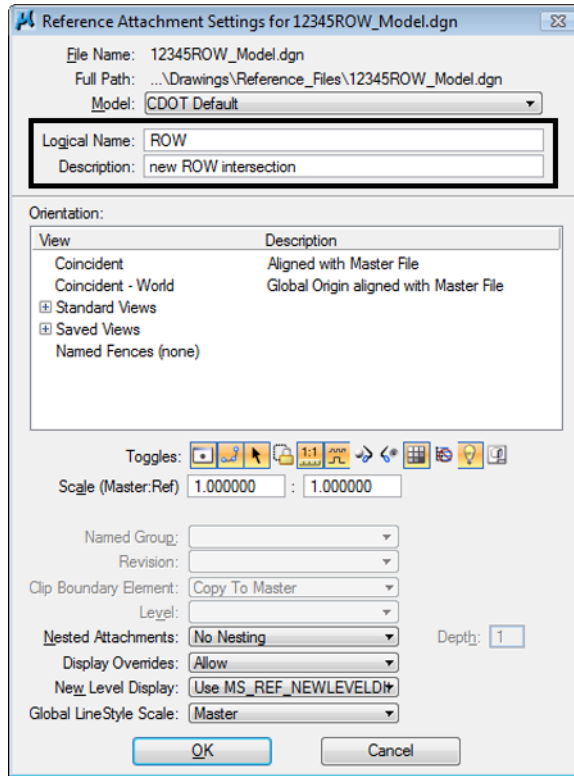 Reference Attachment Settings for 12345ROW_Model.dgn
File Name: 12345ROW_Model.dgn
Full Path: ...\Drawings\Reference_Files\12345ROW_Model.dgn
Model: CDOT Default
Logical Name: ROW
Description: new ROW intersection
Orientation:
View Description
Coincident Aligned with Master File
Coincident - World Global Origin aligned with Master File
Standard Views
Saved Views
Named Fences (none)
Toggles: 1:1
Scale (Master:Ref) 1.000000 : 1.000000
Named Group:
Revision:
Clip Boundary Element: Copy To Master
Level:
Nested Attachments: No Nesting Depth: 1
Display Overrides: Allow
New Level Display: Use MS_REF_NEWLEVELDI
Global LineStyle Scale: Master
OK Cancel